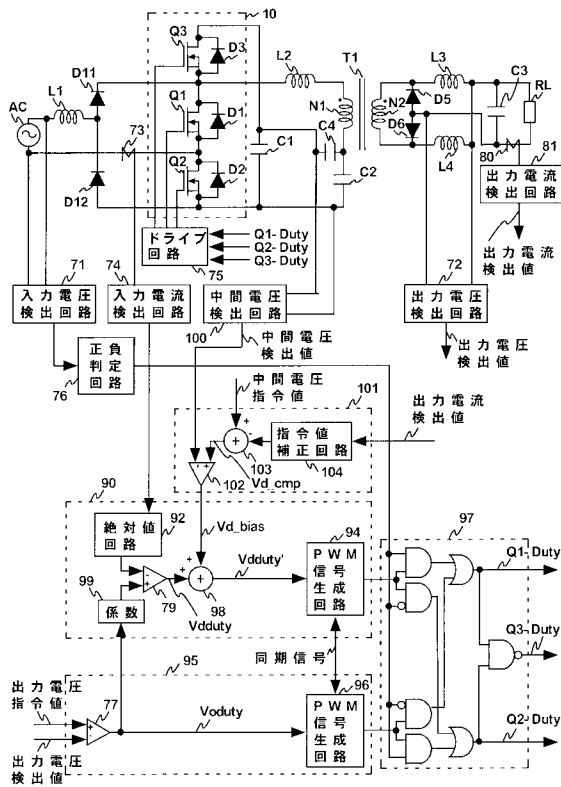 10
Q3
D3
L2
T1
L3
D11
L1
AC
Q1
D1
N1
N2
D5
D6
C3
RL
73
C1
C4
C2
Q2
D2
D12
L4
80
81
出力電流
検出回路
出力電流
検出値
ドライブ
回路
75
Q1-Duty
Q2-Duty
Q3-Duty
71
入力電圧
検出回路
74
入力電流
検出回路
中間電圧
検出回路
100
72
出力電圧
検出回路
出力電圧
検出値
中間電圧
検出値
正負
判定
回路
76
中間電圧
指令値
101
出力電流
検出値
+
-
+
103
指令値
補正回路
104
-
+
102
Vd_cmp
90
絶対値
回路
92
Vd_bias
94
PWM
信号
生成
回路
97
99
係数
-
+
79
Vdduty
+
+
+
98
Vdduty'
Q1-Duty
Q3-Duty
Q2-Duty
同期信号
95
96
PWM
信号
生成
回路
出力電圧
指令値
77
+
-
Voduty
出力電圧
検出値